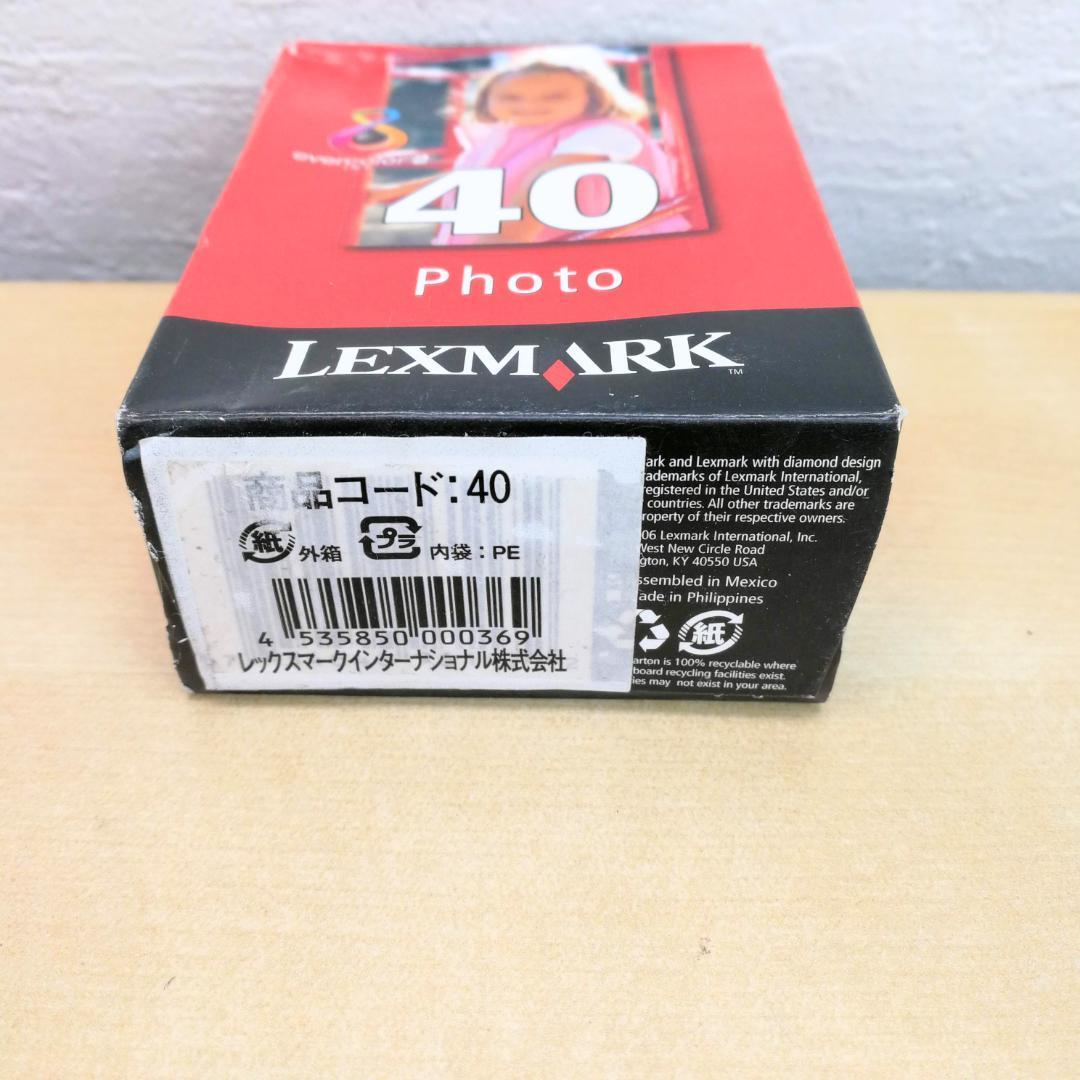 evercolor 2
40
Photo
LEXMARK
TM
商品コード:40
紙 外箱 プラ 内袋:PE
4 535850 000369
レックスマークインターナショナル株式会社
ark and Lexmark with diamond design
rademarks of Lexmark International,
registered in the United States and/or
countries. All other trademarks are
roperty of their respective owners.
06 Lexmark International, Inc.
West New Circle Road
gton, KY 40550 USA
ssembled in Mexico
ade in Philippines
紙
arton is 100% recyclable where
board recycling facilities exist.
ies may not exist in your area.